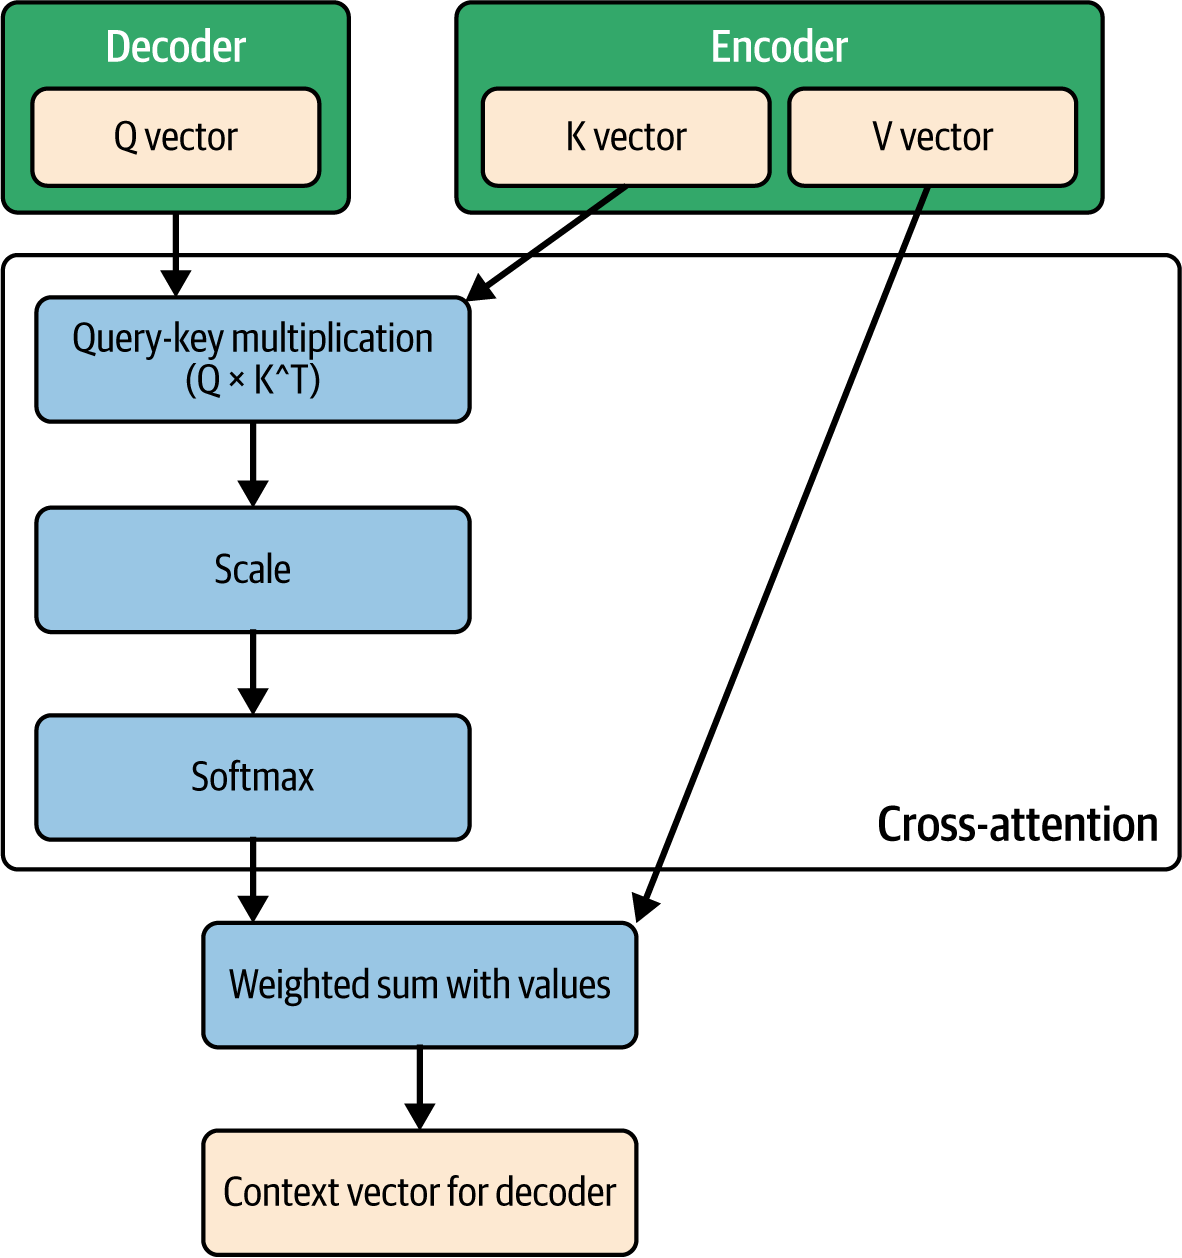 Decoder
Encoder
Q vector
K vector
V vector
Query-key multiplication
(Q × K^T)
Scale
Softmax
Cross-attention
Weighted sum with values
Context vector for decoder